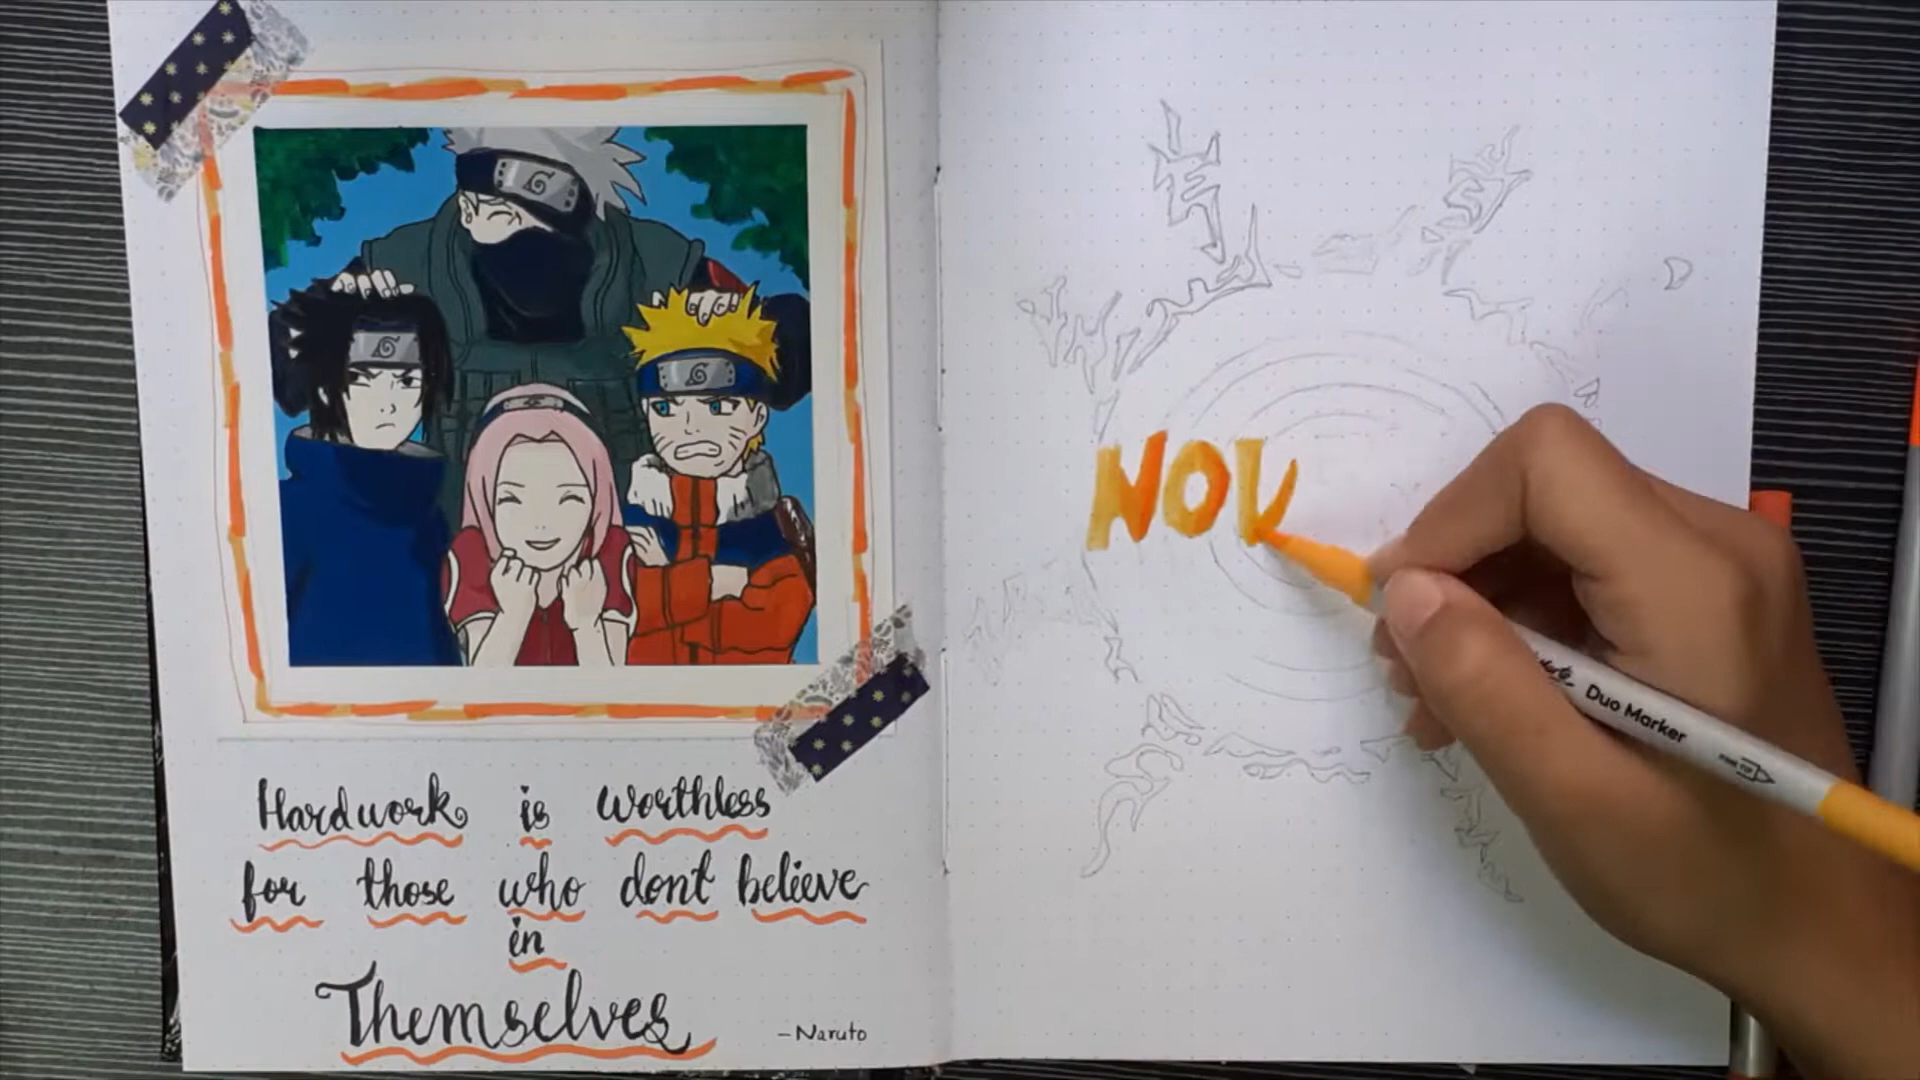 Hardwork is worthless
for those who dont believe
in
Themselves
- Naruto
NOV
Duo Marker